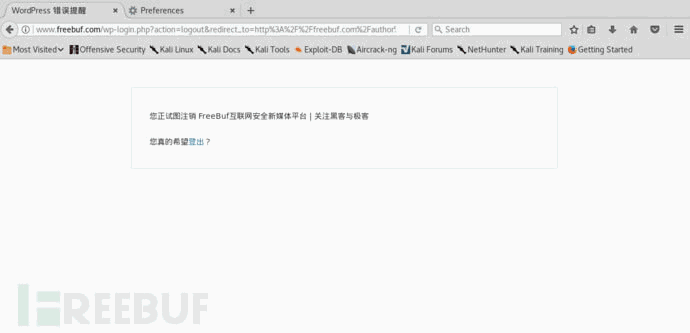 WordPress 错误提醒
Preferences
www.freebuf.com/wp-login.php?action=logout&redirect_to=http%3A%2F%2Ffreebuf.com%2Fauthor%
Search
Most Visited
Offensive Security
Kali Linux
Kali Docs
Kali Tools
Exploit-DB
Aircrack-ng
Kali Forums
NetHunter
Kali Training
Getting Started
您正试图注销 FreeBuf互联网安全新媒体平台 | 关注黑客与极客
您真的希望登出？
FREEBUF